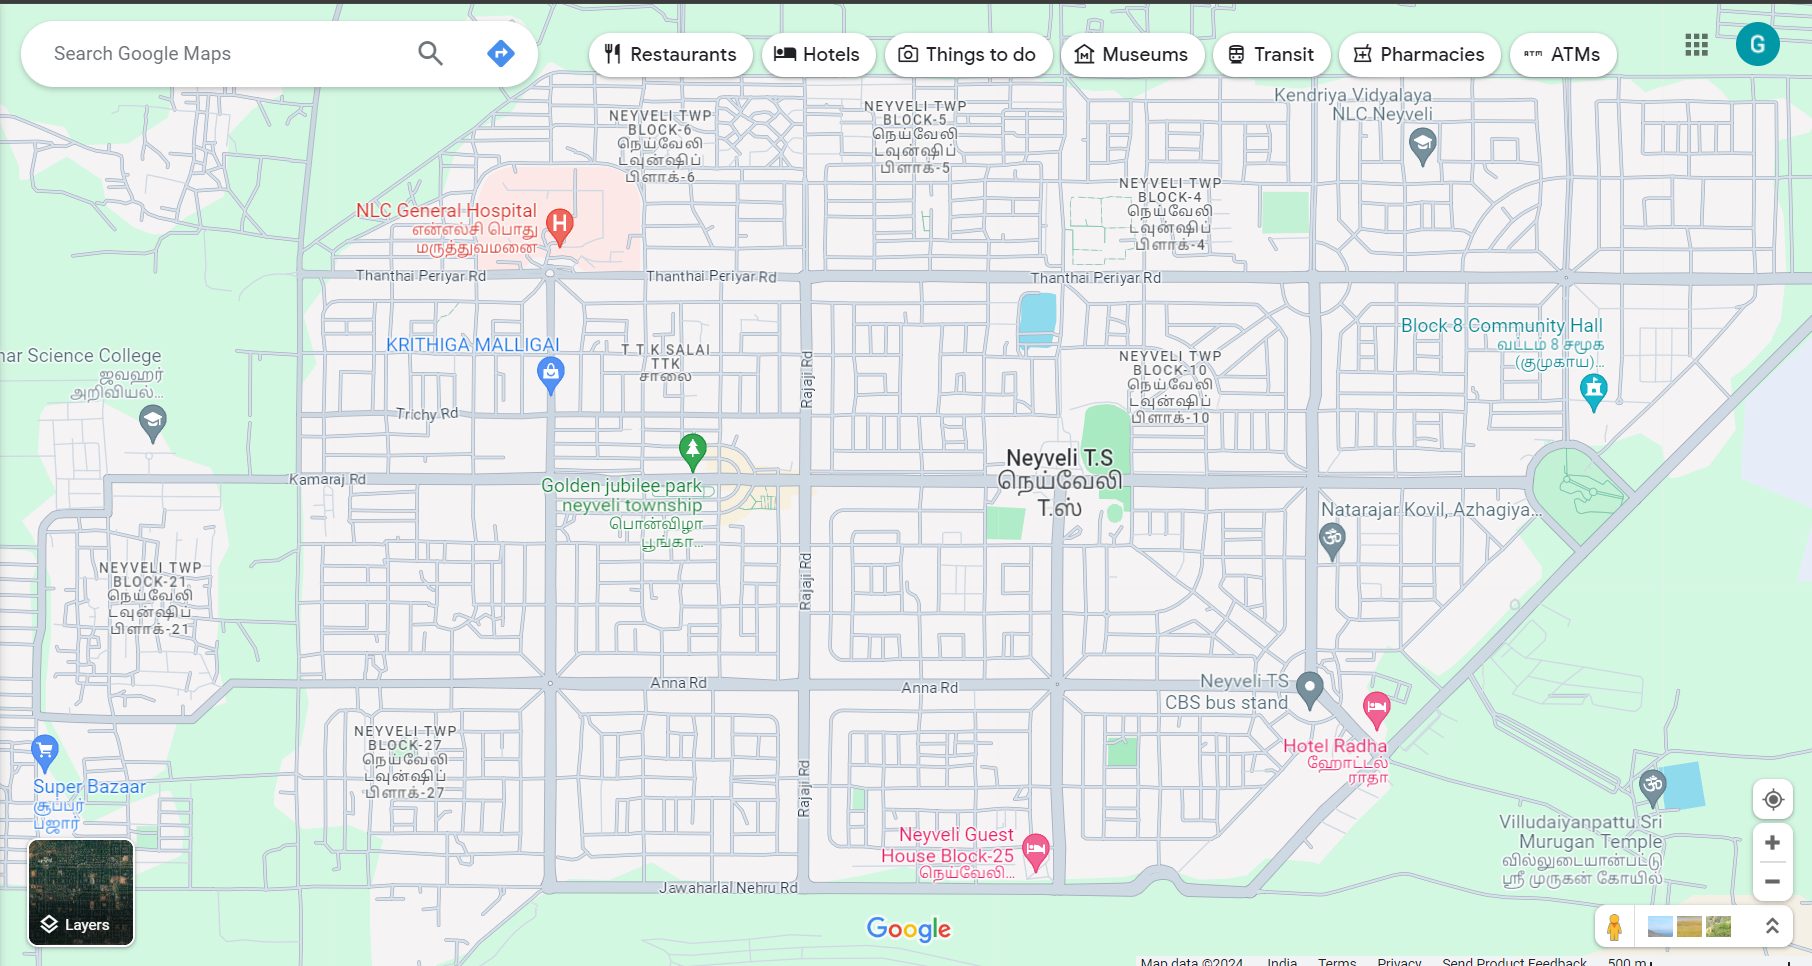 Search Google Maps
Restaurants
Hotels
Things to do
Museums
Transit
Pharmacies
ATMs
G
NEYVELI TWP
BLOCK-6
நெய்வேலி
டவுன்ஷிப்
பிளாக்-6
NEYVELI TWP
BLOCK-5
நெய்வேலி
டவுன்ஷிப்
பிளாக்-5
Kendriya Vidyalaya
NLC Neyveli
NEYVELI TWP
BLOCK-4
நெய்வேலி
டவுன்ஷிப்
பிளாக்-4
NLC General Hospital
என்எல்சி பொது
மருத்துவமனை
Thanthai Periyar Rd
Thanthai Periyar Rd
Thanthai Periyar Rd
KRITHIGA MALLIGAI
T T K SALAI
TTK
சாலை
Rajaji Rd
NEYVELI TWP
BLOCK-10
நெய்வேலி
டவுன்ஷிப்
பிளாக்-10
Block 8 Community Hall
வட்டம் 8 சமூக
(குமுகாய)...
nar Science College
ஜவஹர்
அறிவியல்...
Trichy Rd
Kamaraj Rd
Golden jubilee park
neyveli township
பொன்விழா
பூங்கா...
Neyveli T.S
நெய்வேலி
T.ஸ்
Natarajar Kovil, Azhagiya...
NEYVELI TWP
BLOCK-21
நெய்வேலி
டவுன்ஷிப்
பிளாக்-21
Rajaji Rd
Anna Rd
Anna Rd
Neyveli TS
CBS bus stand
Hotel Radha
ஹோட்டல்
ராதா
NEYVELI TWP
BLOCK-27
நெய்வேலி
டவுன்ஷிப்
பிளாக்-27
Rajaji Rd
Super Bazaar
சூப்பர்
பஜார்
Neyveli Guest
House Block-25
நெய்வேலி...
Villudaiyanpattu Sri
Murugan Temple
வில்லுடையான்பட்டு
ஸ்ரீ முருகன் கோயில்
Jawaharlal Nehru Rd
Layers
Google
Map data ©2024 India Terms Privacy Send Product Feedback 500 m